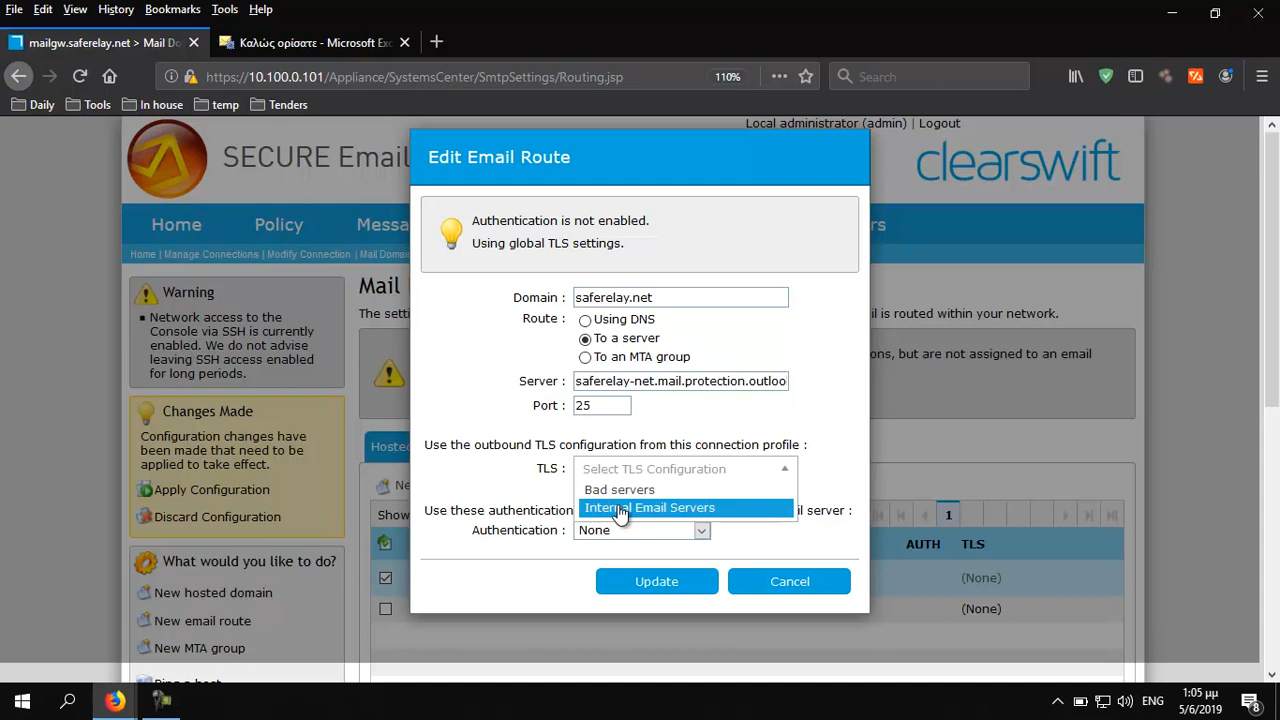 File Edit View History Bookmarks Tools Help
mailgw.saferelay.net > Mail Do
Καλώς ορίσατε - Microsoft Exc
https://10.100.0.101/Appliance/SystemsCenter/SmtpSettings/Routing.jsp
110%
Search
Daily Tools In house temp Tenders
Local administrator (admin) | Logout
SECURE Email
clearswift
Home Policy Messa rs
Home | Manage Connections | Modify Connection | Mail Domai
Edit Email Route
Authentication is not enabled.
Using global TLS settings.
Domain : saferelay.net
Route : Using DNS
To a server
To an MTA group
Server : saferelay-net.mail.protection.outloo
Port : 25
Use the outbound TLS configuration from this connection profile :
TLS : Select TLS Configuration
Bad servers
Internal Email Servers
Use these authentication il server :
Authentication : None
Update Cancel
Warning
Network access to the
Console via SSH is currently
enabled. We do not advise
leaving SSH access enabled
for long periods.
Changes Made
Configuration changes have
been made that need to be
applied to take effect.
Apply Configuration
Discard Configuration
What would you like to do?
New hosted domain
New email route
New MTA group
Ping a host
Mail
The setti il is routed within your network.
ions, but are not assigned to an email
Hosted
Ne
Show
1
AUTH TLS
(None)
(None)
ENG
1:05 μμ
5/6/2019
8